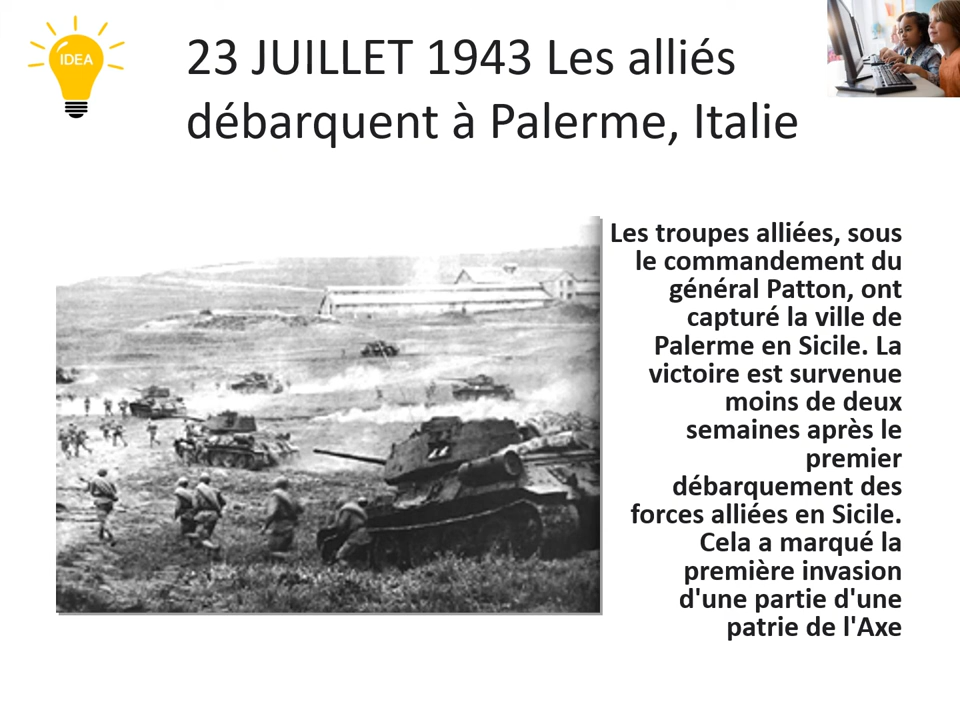 IDEA
23 JUILLET 1943 Les alliés
débarquent à Palerme, Italie
Les troupes alliées, sous
le commandement du
général Patton, ont
capturé la ville de
Palerme en Sicile. La
victoire est survenue
moins de deux
semaines après le
premier
débarquement des
forces alliées en Sicile.
Cela a marqué la
première invasion
d'une partie d'une
patrie de l'Axe